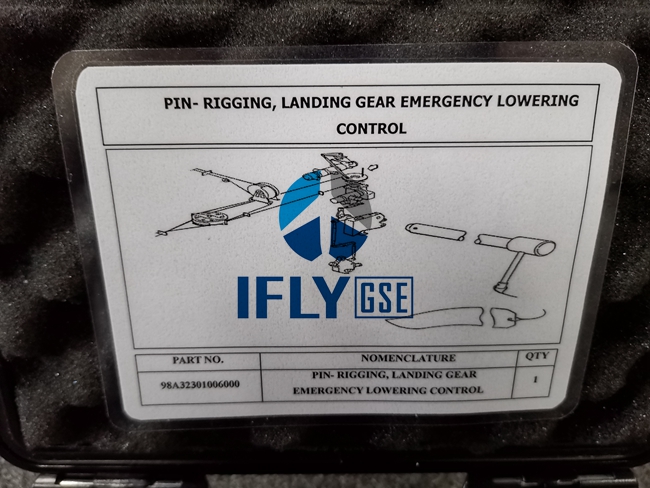 PIN- RIGGING, LANDING GEAR EMERGENCY LOWERING
CONTROL
IFLY GSE
PART NO. NOMENCLATURE QTY
98A32301006000 PIN- RIGGING, LANDING GEAR 1
EMERGENCY LOWERING CONTROL